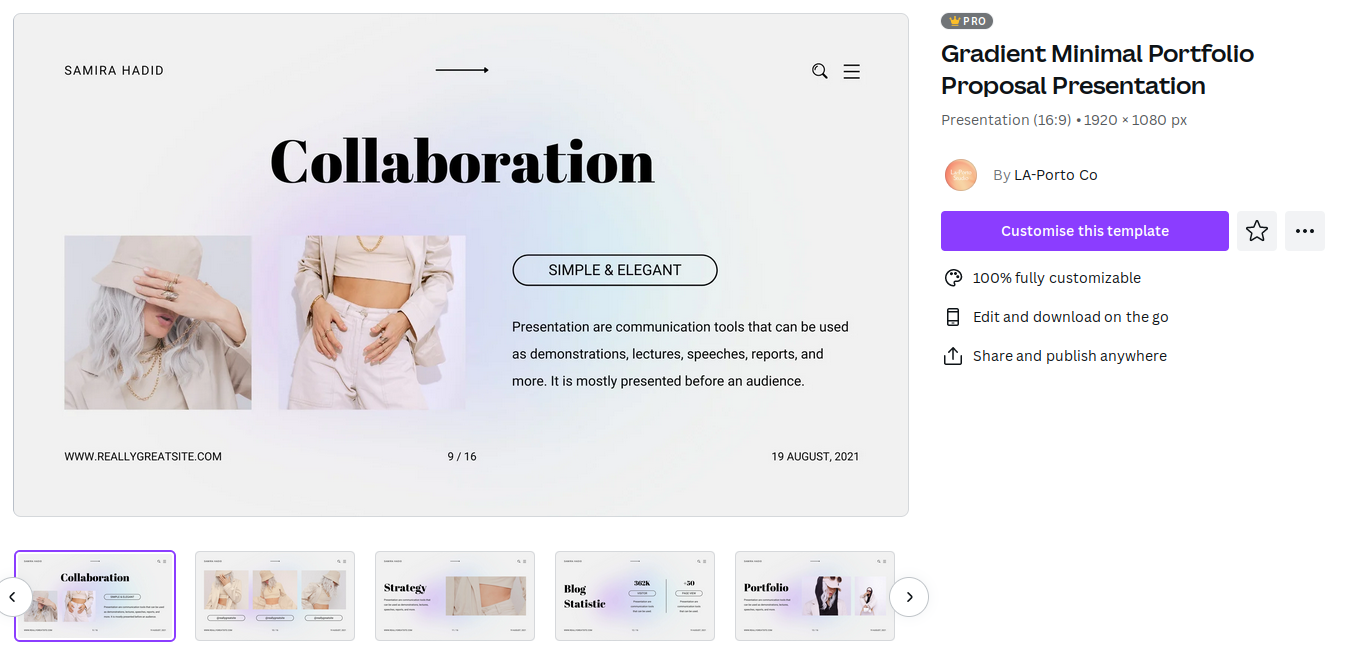 PRO
Gradient Minimal Portfolio
Proposal Presentation
Presentation (16:9) • 1920 × 1080 px
By LA-Porto Co
Customise this template
100% fully customizable
Edit and download on the go
Share and publish anywhere
SAMIRA HADID
Collaboration
SIMPLE & ELEGANT
Presentation are communication tools that can be used
as demonstrations, lectures, speeches, reports, and
more. It is mostly presented before an audience.
WWW.REALLYGREATSITE.COM
9 / 16
19 AUGUST, 2021
Collaboration
SIMPLE & ELEGANT
Strategy
Blog
Statistic
362K
Portfolio